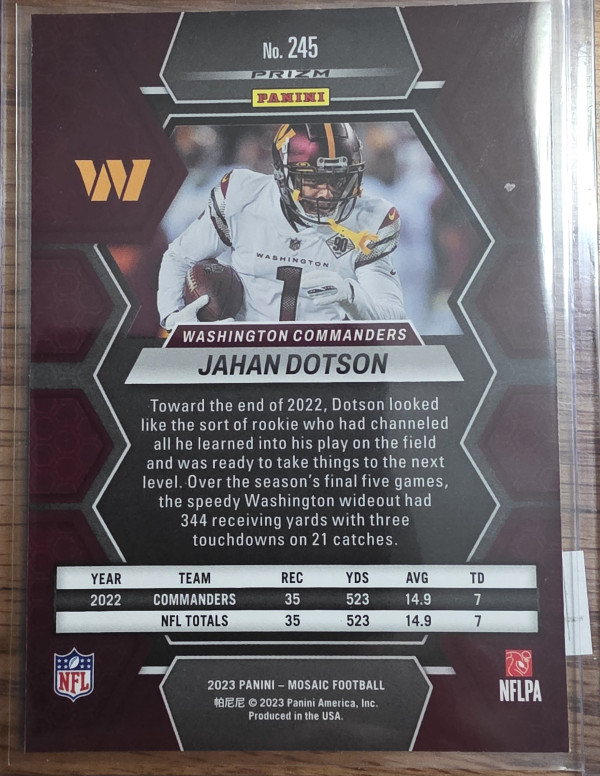 No. 245
PRIZM
PANINI
W
90
WASHINGTON
1
WASHINGTON COMMANDERS
JAHAN DOTSON
Toward the end of 2022, Dotson looked
like the sort of rookie who had channeled
all he learned into his play on the field
and was ready to take things to the next
level. Over the season's final five games,
the speedy Washington wideout had
344 receiving yards with three
touchdowns on 21 catches.
YEAR TEAM REC YDS AVG TD
2022 COMMANDERS 35 523 14.9 7
NFL TOTALS 35 523 14.9 7
NFL
NFLPA
2023 PANINI – MOSAIC FOOTBALL
帕尼尼 © 2023 Panini America, Inc.
Produced in the USA.